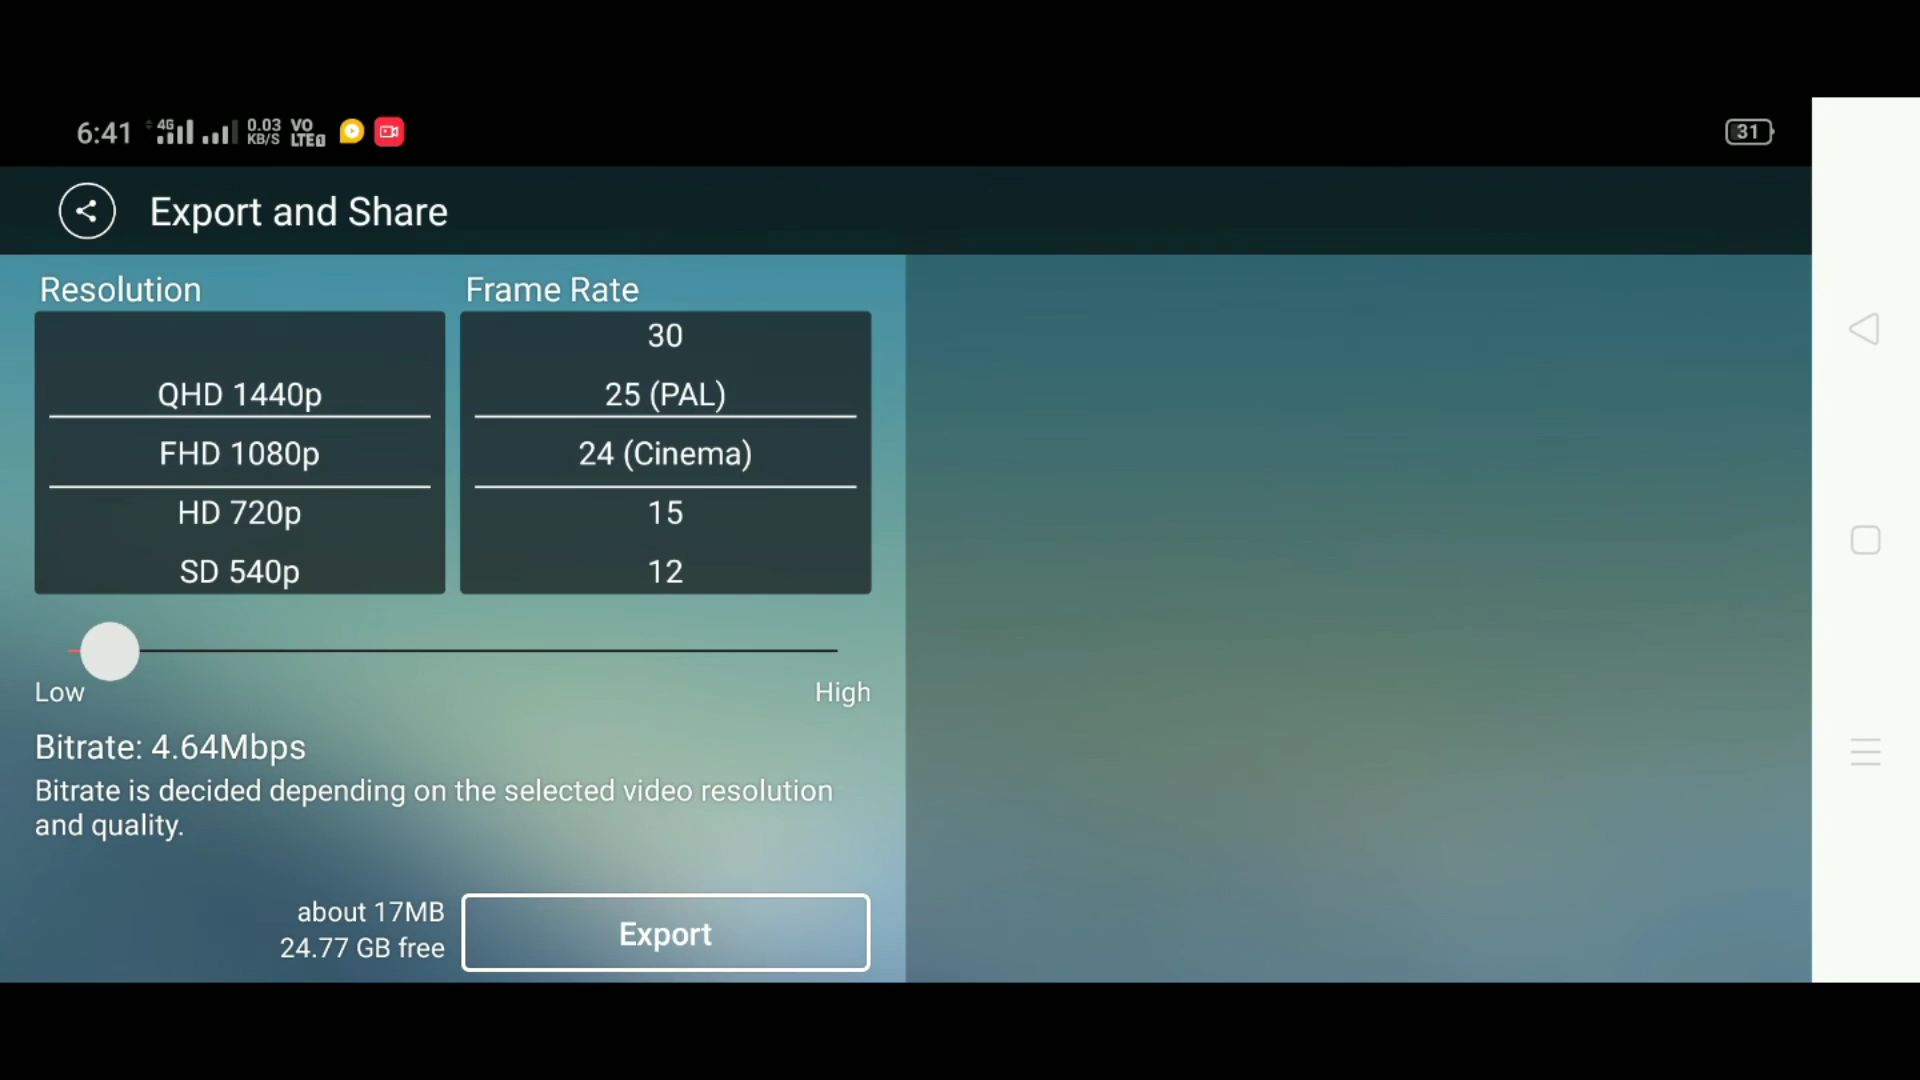 6:41 4G 0.03 KB/S VO LTE 31
Export and Share
Resolution
Frame Rate
QHD 1440p
FHD 1080p
HD 720p
SD 540p
30
25 (PAL)
24 (Cinema)
15
12
Low
High
Bitrate: 4.64Mbps
Bitrate is decided depending on the selected video resolution
and quality.
about 17MB
24.77 GB free
Export